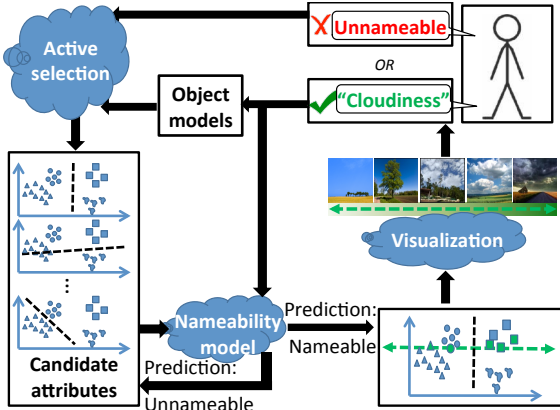 Unnameable
Active
selection
OR
Object
models
"Cloudiness"
Visualization
⋮
Nameability
model
Prediction:
Nameable
Candidate
attributes
Prediction:
Unnameable